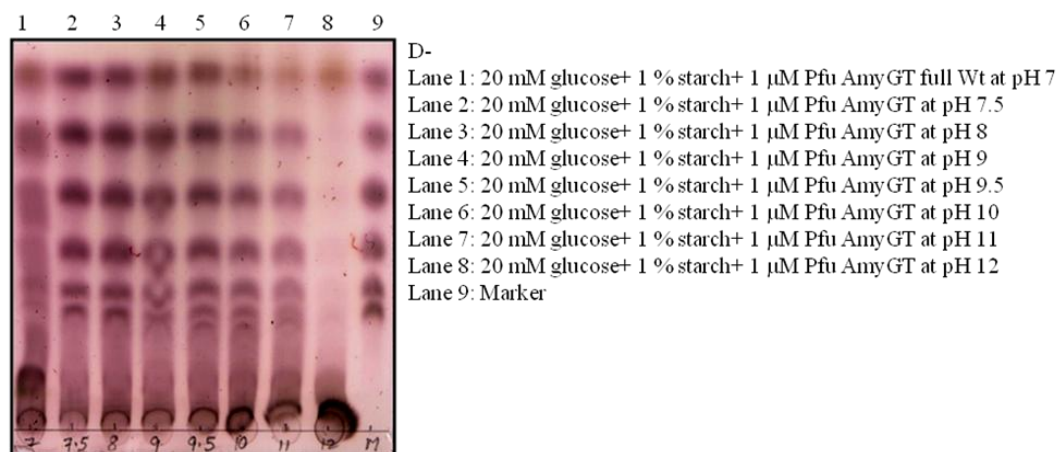 1 2 3 4 5 6 7 8 9
D-
Lane 1: 20 mM glucose+ 1 % starch+ 1 µM Pfu AmyGT full Wt at pH 7
Lane 2: 20 mM glucose+ 1 % starch+ 1 µM Pfu AmyGT at pH 7.5
Lane 3: 20 mM glucose+ 1 % starch+ 1 µM Pfu AmyGT at pH 8
Lane 4: 20 mM glucose+ 1 % starch+ 1 µM Pfu AmyGT at pH 9
Lane 5: 20 mM glucose+ 1 % starch+ 1 µM Pfu AmyGT at pH 9.5
Lane 6: 20 mM glucose+ 1 % starch+ 1 µM Pfu AmyGT at pH 10
Lane 7: 20 mM glucose+ 1 % starch+ 1 µM Pfu AmyGT at pH 11
Lane 8: 20 mM glucose+ 1 % starch+ 1 µM Pfu AmyGT at pH 12
Lane 9: Marker
7 7.5 8 9 9.5 10 11 12 M